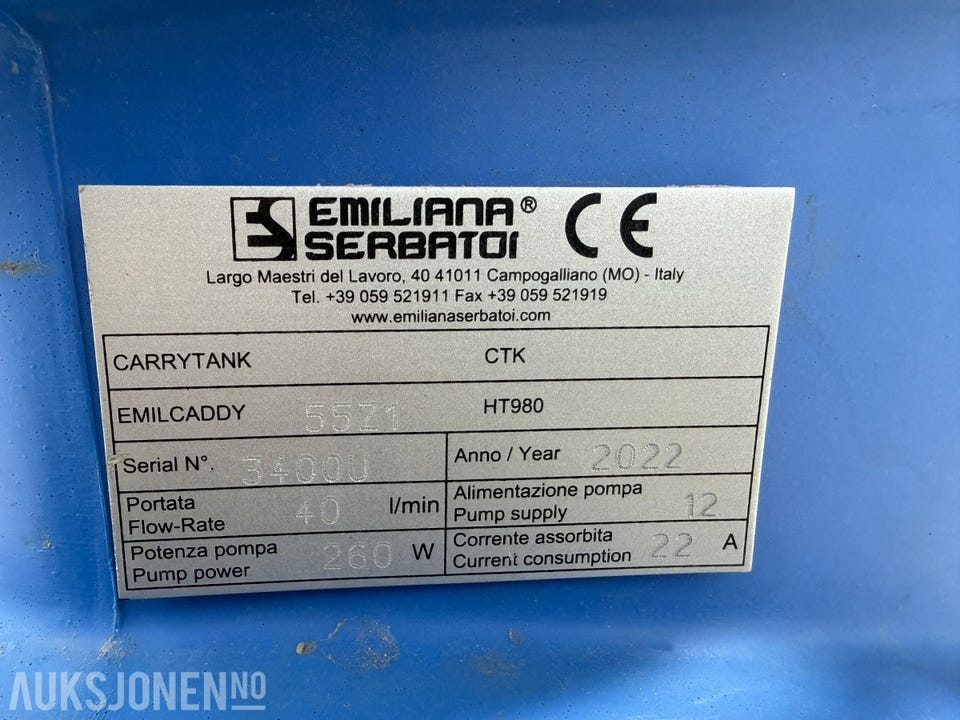 EMILIANA®
SERBATOI CE
Largo Maestri del Lavoro, 40 41011 Campogalliano (MO) - Italy
Tel. +39 059 521911 Fax +39 059 521919
www.emilianaserbatoi.com
CARRYTANK CTK
EMILCADDY 55Z1 HT980
Serial N°. 3400U Anno / Year 2022
Portata
Flow-Rate 40 l/min
Alimentazione pompa
Pump supply 12
Potenza pompa
Pump power 260 W
Corrente assorbita
Current consumption 22 A
AUKSJONEN.NO